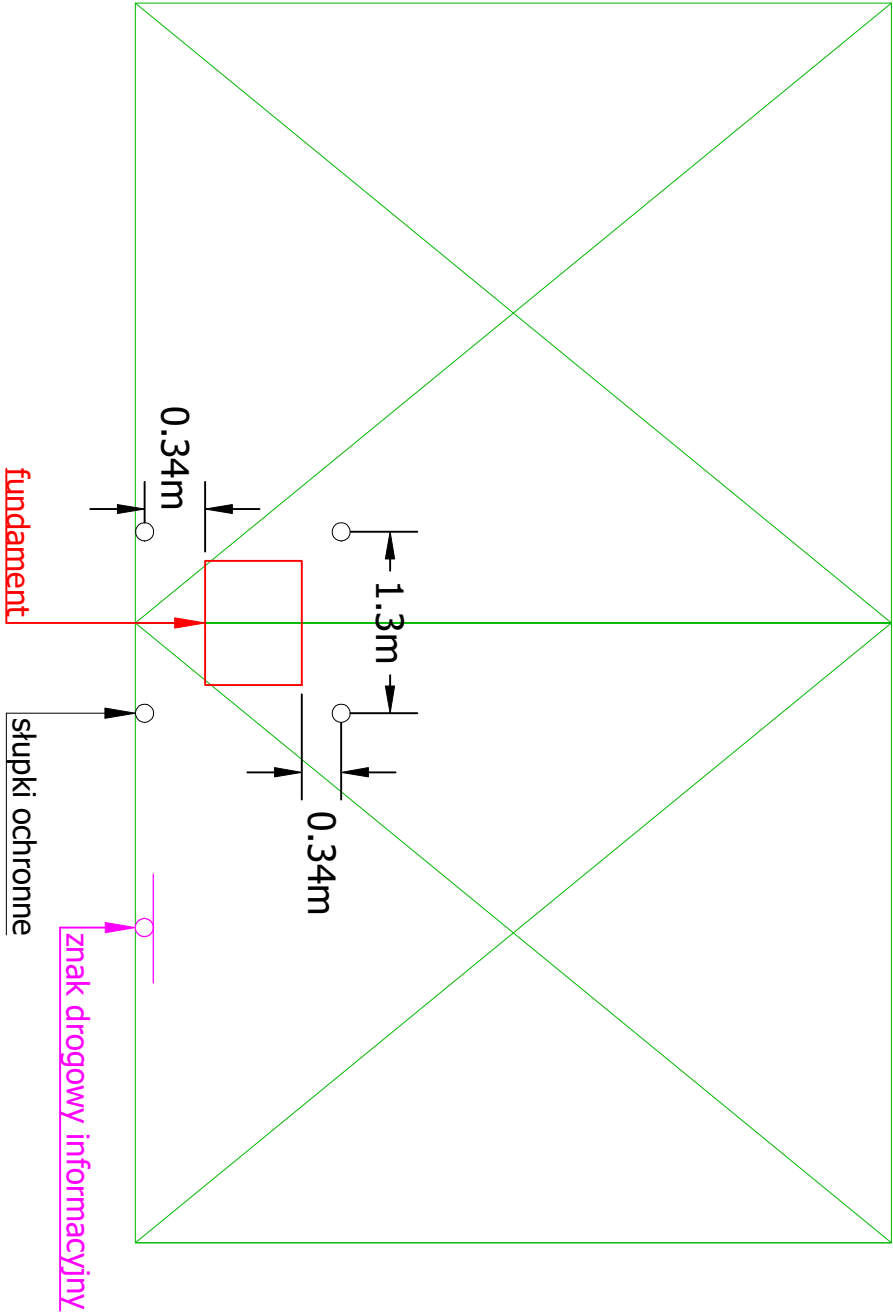 0.34m
1.3m
0.34m
fundament
słupki ochronne
znak drogowy informacyjny